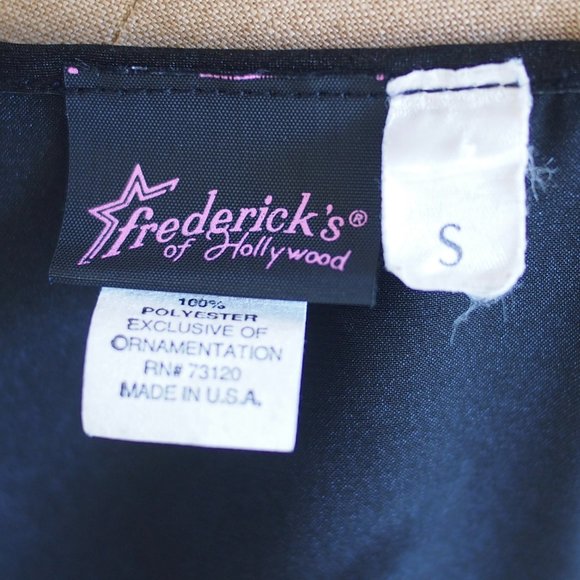 frederick's®
of Hollywood
S
100%
POLYESTER
EXCLUSIVE OF
ORNAMENTATION
RN# 73120
MADE IN U.S.A.